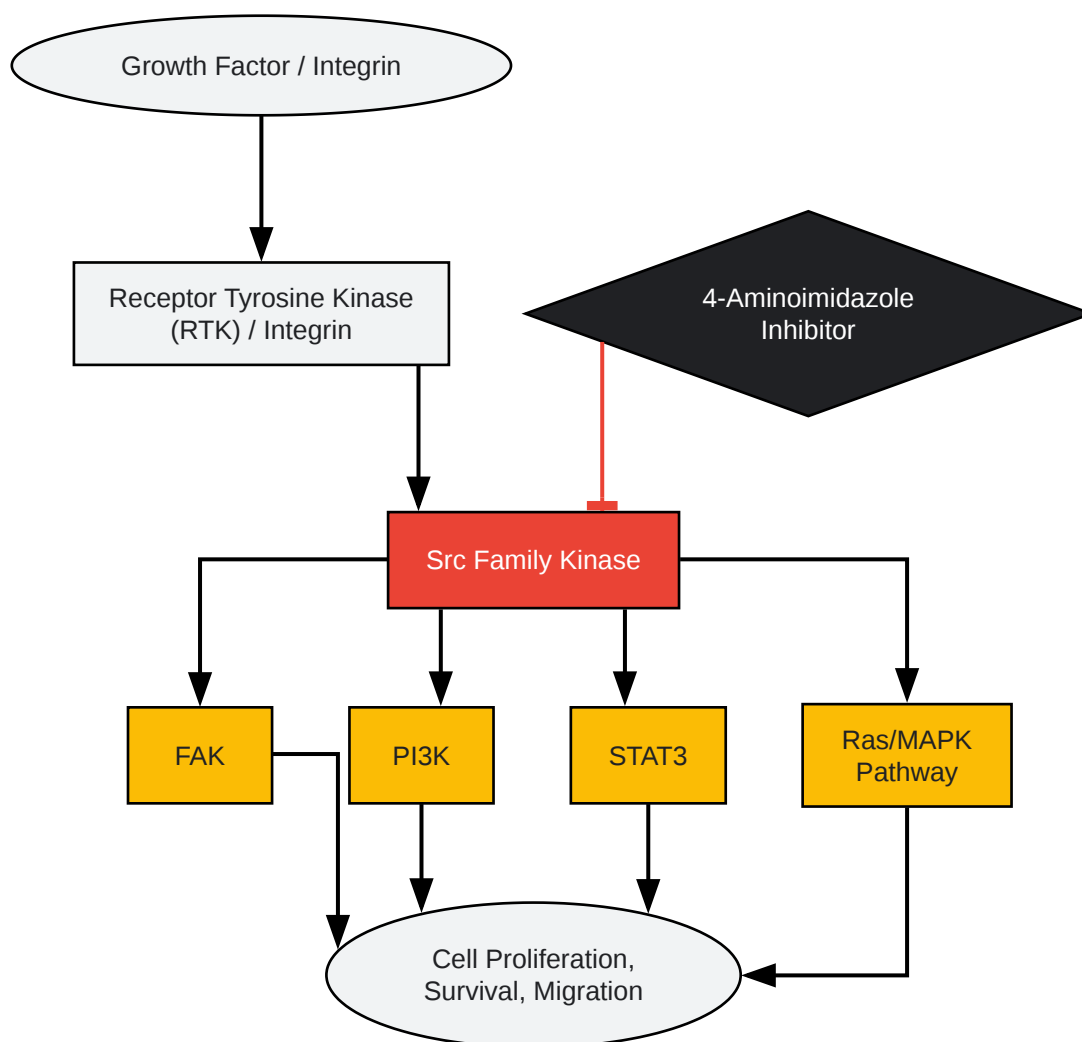 Growth Factor / Integrin
Receptor Tyrosine Kinase
(RTK) / Integrin
4-Aminoimidazole
Inhibitor
Src Family Kinase
FAK
PI3K
STAT3
Ras/MAPK
Pathway
Cell Proliferation,
Survival, Migration